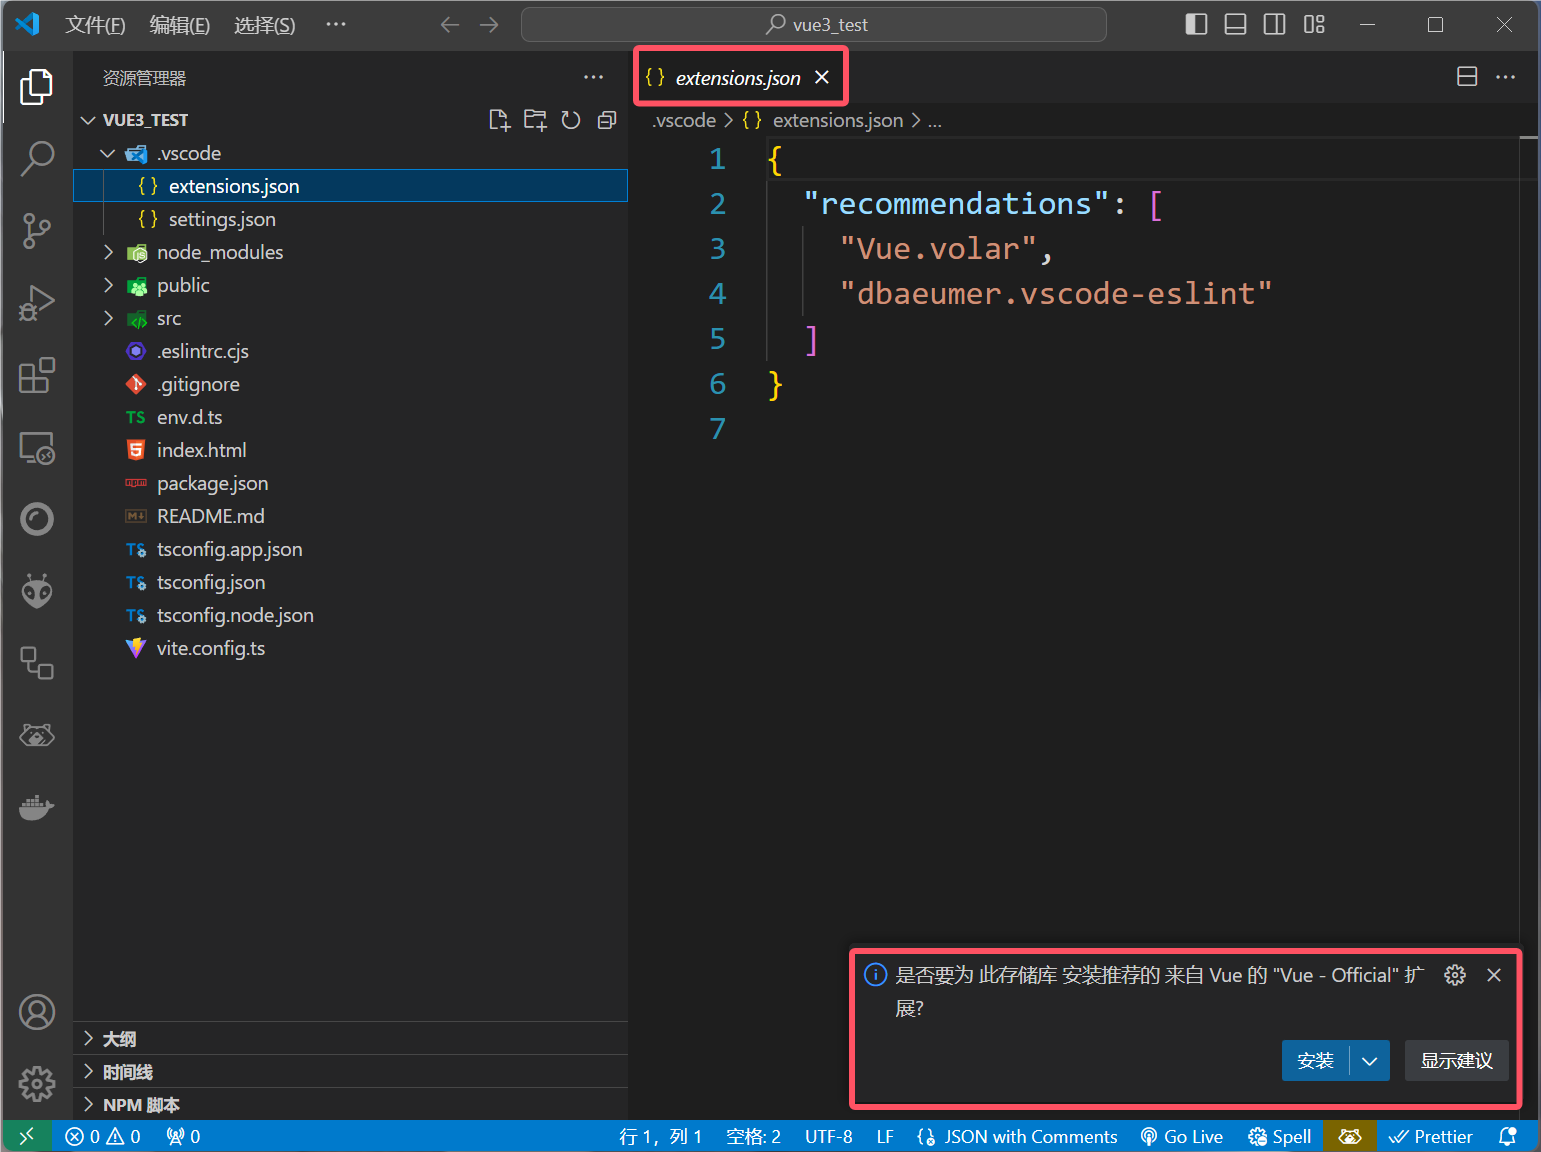 文件(F) 编辑(E) 选择(S) ··· vue3_test
资源管理器 ···
VUE3_TEST
.vscode
{} extensions.json
{} settings.json
node_modules
public
src
.eslintrc.cjs
.gitignore
TS env.d.ts
index.html
package.json
README.md
TS tsconfig.app.json
TS tsconfig.json
TS tsconfig.node.json
vite.config.ts
大纲
时间线
NPM 脚本
{} extensions.json
.vscode > {} extensions.json > ...
1 {
2 "recommendations": [
3 "Vue.volar",
4 "dbaeumer.vscode-eslint"
5 ]
6 }
7
是否要为 此存储库 安装推荐的 来自 Vue 的 "Vue - Official" 扩
展?
安装 显示建议
0 0 0 行 1，列 1 空格: 2 UTF-8 LF JSON with Comments Go Live Spell Prettier